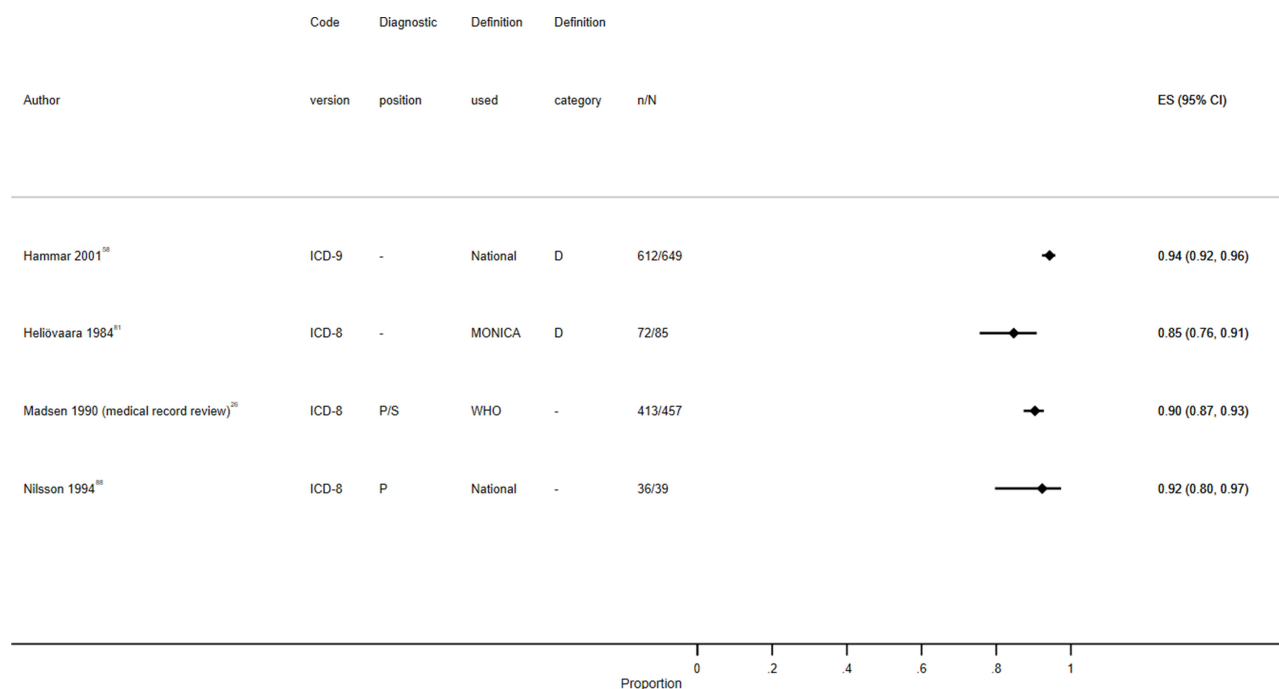 Code Diagnostic Definition Definition
Author version position used category n/N ES (95% CI)
Hammar 2001⁵⁸ ICD-9 - National D 612/649 0.94 (0.92, 0.96)
Heliövaara 1984⁸¹ ICD-8 - MONICA D 72/85 0.85 (0.76, 0.91)
Madsen 1990 (medical record review)²⁶ ICD-8 P/S WHO - 413/457 0.90 (0.87, 0.93)
Nilsson 1994⁸⁸ ICD-8 P National - 36/39 0.92 (0.80, 0.97)
0 .2 .4 .6 .8 1
Proportion